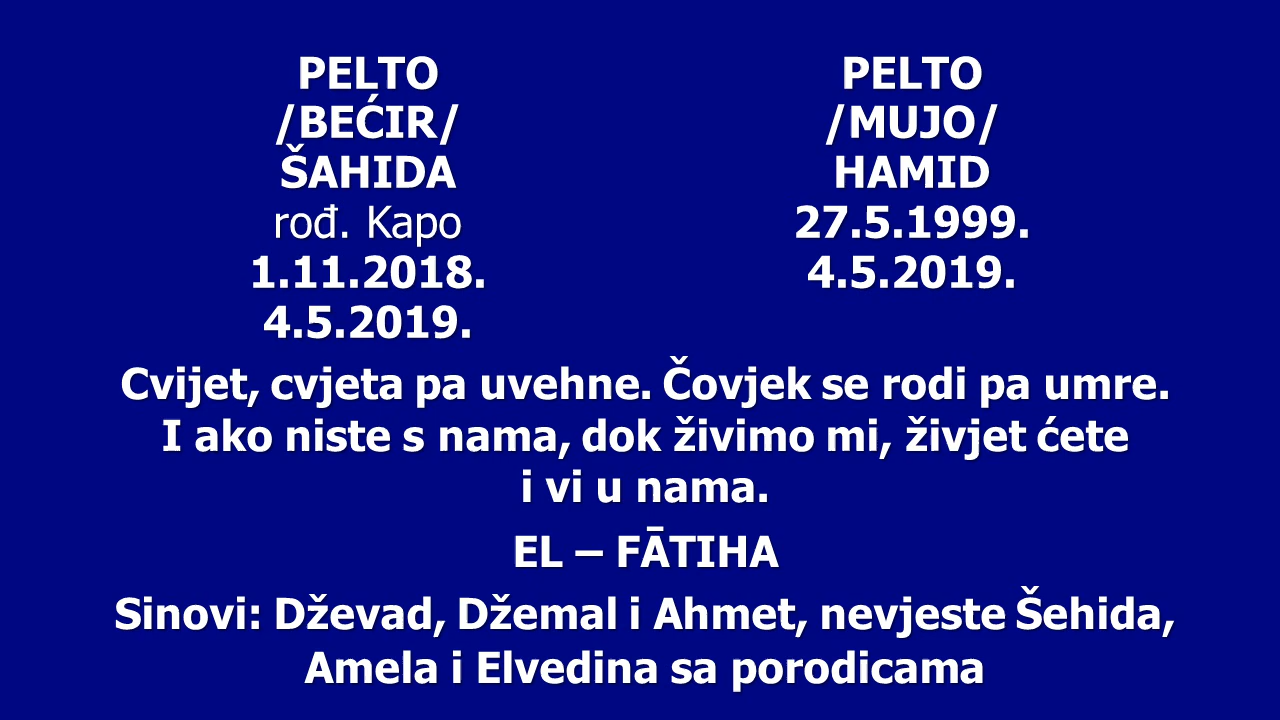 PELTO
/BEĆIR/
ŠAHIDA
rođ. Kapo
1.11.2018.
4.5.2019.
PELTO
/MUJO/
HAMID
27.5.1999.
4.5.2019.
Cvijet, cvjeta pa uvehne. Čovjek se rodi pa umre.
I ako niste s nama, dok živimo mi, živjet ćete
i vi u nama.
EL – FĀTIHA
Sinovi: Dževad, Džemal i Ahmet, nevjeste Šehida,
Amela i Elvedina sa porodicama